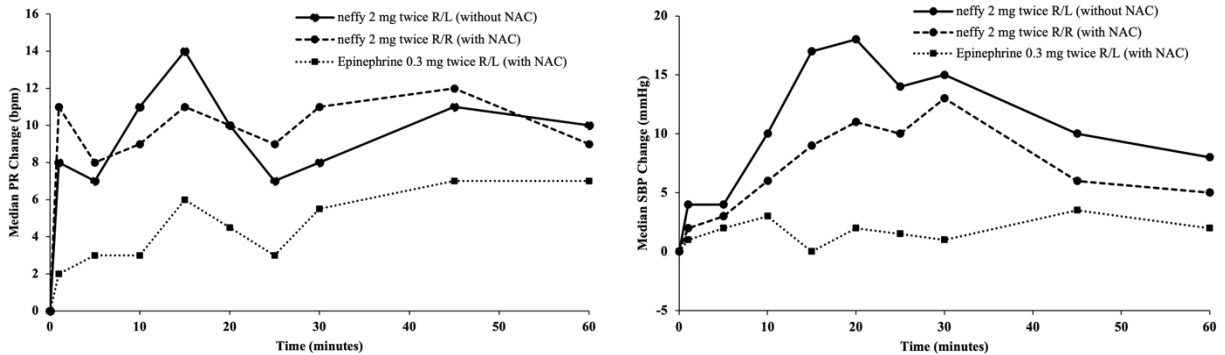 neffy 2 mg twice R/L (without NAC)
neffy 2 mg twice R/R (with NAC)
Epinephrine 0.3 mg twice R/L (with NAC)
16
14
12
10
8
6
4
2
0
Median PR Change (bpm)
0 10 20 30 40 50 60
Time (minutes)
neffy 2 mg twice R/L (without NAC)
neffy 2 mg twice R/R (with NAC)
Epinephrine 0.3 mg twice R/L (with NAC)
20
15
10
5
0
-5
Median SBP Change (mmHg)
0 10 20 30 40 50 60
Time (minutes)